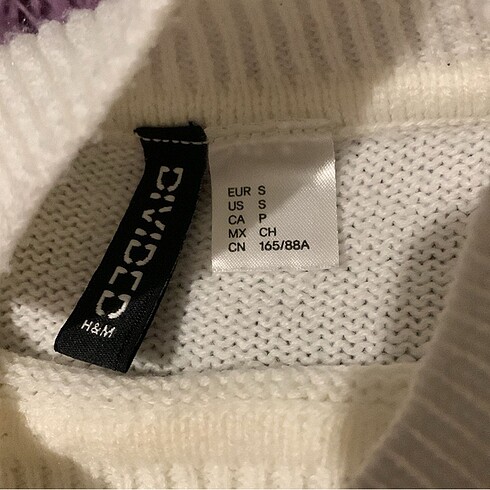 DIVIDED
H&M
EUR S
US S
CA P
MX CH
CN 165/88A